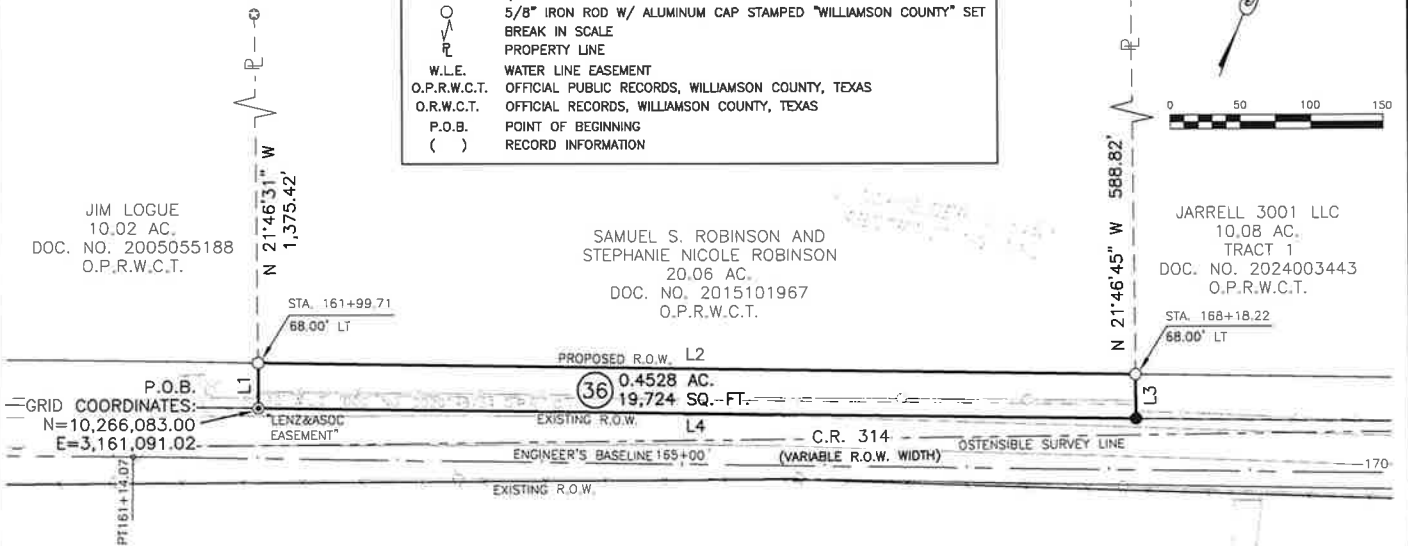 5/8" IRON ROD W/ ALUMINUM CAP STAMPED "WILLIAMSON COUNTY" SET
BREAK IN SCALE
PROPERTY LINE
W.L.E. WATER LINE EASEMENT
O.P.R.W.C.T. OFFICIAL PUBLIC RECORDS, WILLIAMSON COUNTY, TEXAS
O.R.W.C.T. OFFICIAL RECORDS, WILLIAMSON COUNTY, TEXAS
P.O.B. POINT OF BEGINNING
( ) RECORD INFORMATION
0 50 100 150
N 21°46'31" W
1,375.42'
N 21°46'45" W 588.82'
JIM LOGUE
10.02 AC.
DOC. NO. 2005055188
O.P.R.W.C.T.
SAMUEL S. ROBINSON AND
STEPHANIE NICOLE ROBINSON
20.06 AC.
DOC. NO. 2015101967
O.P.R.W.C.T.
JARRELL 3001 LLC
10.08 AC.
TRACT 1
DOC. NO. 2024003443
O.P.R.W.C.T.
STA. 161+99.71
68.00' LT
STA. 168+18.22
68.00' LT
PROPOSED R.O.W. L2
L1
L3
36
0.4528 AC.
19,724 SQ.-FT.
P.O.B.
GRID COORDINATES:
N=10,266,083.00
E=3,161,091.02
"LENZ&ASOC
EASEMENT"
EXISTING R.O.W.
L4
C.R. 314
(VARIABLE R.O.W. WIDTH)
OSTENSIBLE SURVEY LINE
ENGINEER'S BASELINE 165+00
170
EXISTING R.O.W.
PT161+14.07